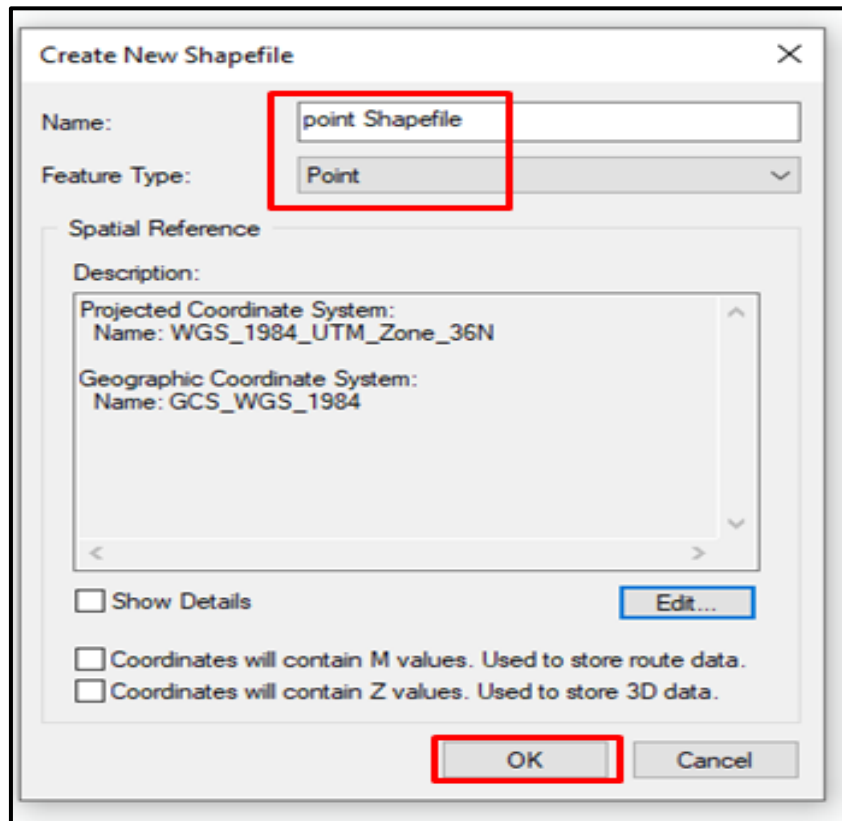 Create New Shapefile
Name:
point Shapefile
Feature Type:
Point
Spatial Reference
Description:
Projected Coordinate System:
Name: WGS_1984_UTM_Zone_36N
Geographic Coordinate System:
Name: GCS_WGS_1984
Show Details
Edit...
Coordinates will contain M values. Used to store route data.
Coordinates will contain Z values. Used to store 3D data.
OK
Cancel